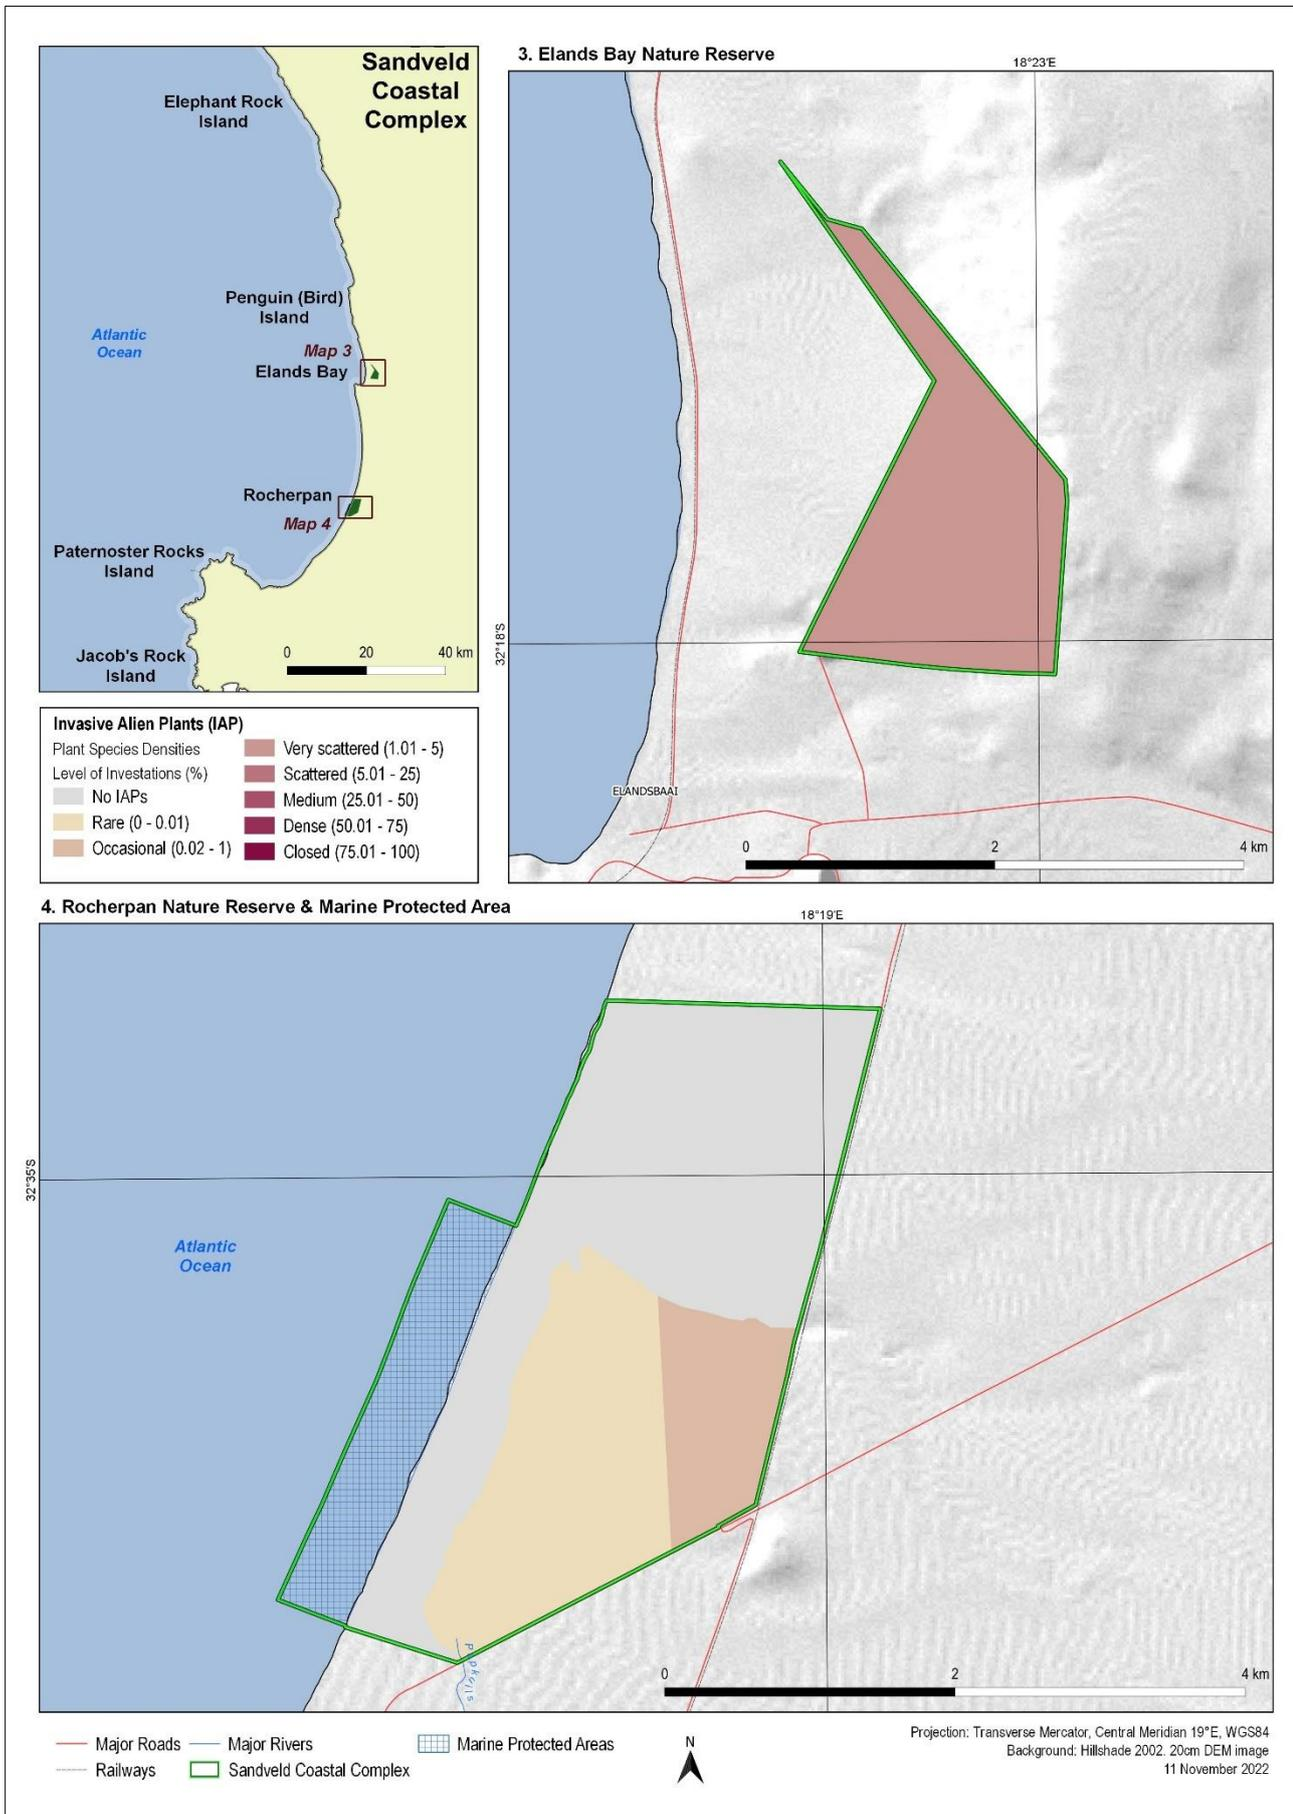 Sandveld
Coastal
Complex
Elephant Rock
Island
Penguin (Bird)
Island
Atlantic
Ocean
Map 3
Elands Bay
Rocherpan
Map 4
Paternoster Rocks
Island
Jacob's Rock
Island
0 20 40 km
3. Elands Bay Nature Reserve
18°23'E
32°18'S
ELANDSBAAI
0 2 4 km
Invasive Alien Plants (IAP)
Plant Species Densities
Level of Investations (%)
No IAPs
Rare (0 - 0.01)
Occasional (0.02 - 1)
Very scattered (1.01 - 5)
Scattered (5.01 - 25)
Medium (25.01 - 50)
Dense (50.01 - 75)
Closed (75.01 - 100)
4. Rocherpan Nature Reserve & Marine Protected Area
18°19'E
32°35'S
Atlantic
Ocean
0 2 4 km
Major Roads
Railways
Major Rivers
Sandveld Coastal Complex
Marine Protected Areas
N
Projection: Transverse Mercator, Central Meridian 19°E, WGS84
Background: Hillshade 2002. 20cm DEM image
11 November 2022